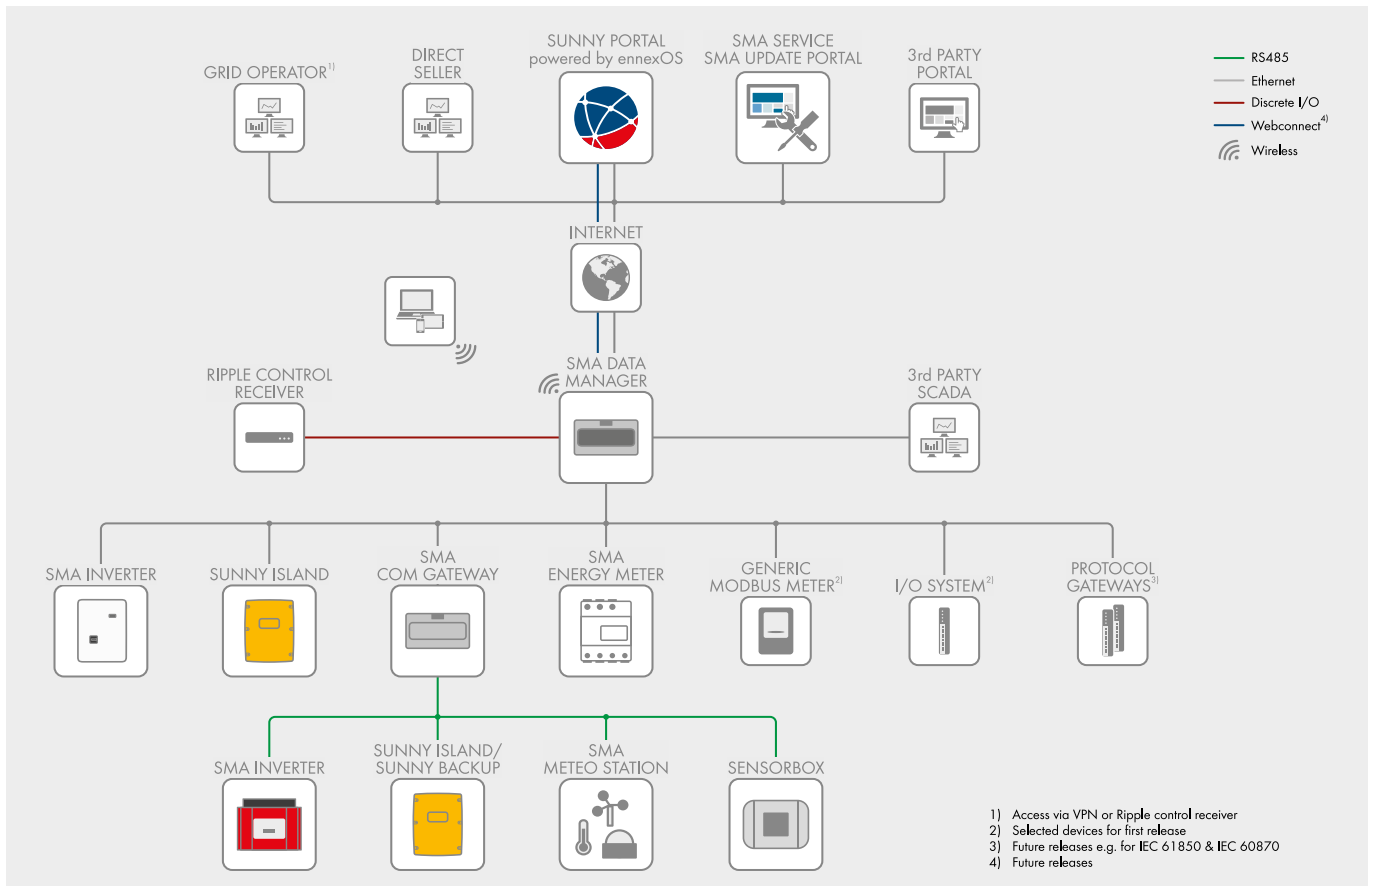 GRID OPERATOR1)
DIRECT
SELLER
SUNNY PORTAL
powered by ennexOS
SMA SERVICE
SMA UPDATE PORTAL
3rd PARTY
PORTAL
RS485
Ethernet
Discrete I/O
Webconnect4)
Wireless
INTERNET
SMA DATA
MANAGER
RIPPLE CONTROL
RECEIVER
3rd PARTY
SCADA
SMA INVERTER
SUNNY ISLAND
SMA
COM GATEWAY
SMA
ENERGY METER
GENERIC
MODBUS METER2)
I/O SYSTEM2)
PROTOCOL
GATEWAYS3)
SMA INVERTER
SUNNY ISLAND/
SUNNY BACKUP
SMA
METEO STATION
SENSORBOX
1) Access via VPN or Ripple control receiver
2) Selected devices for first release
3) Future releases e.g. for IEC 61850 & IEC 60870
4) Future releases